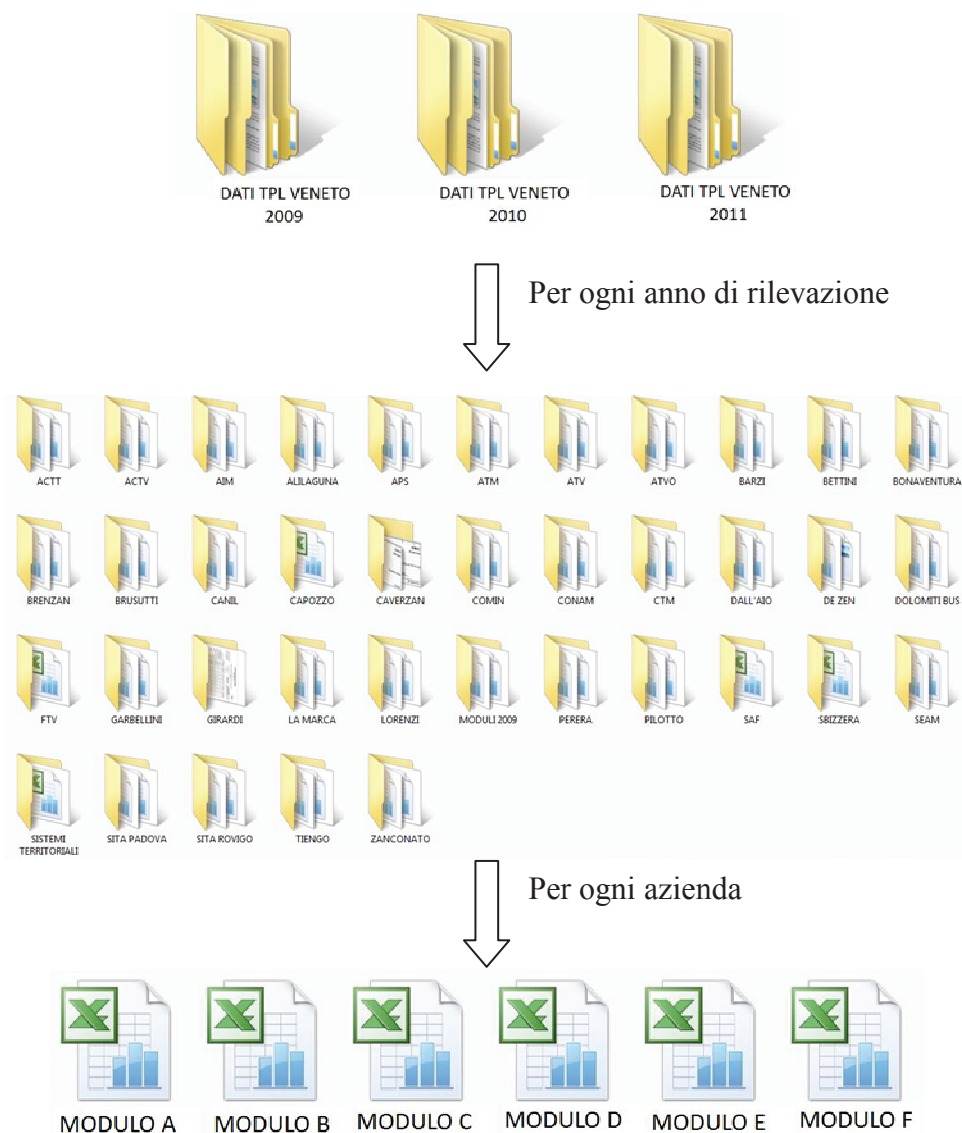 DATI TPL VENETO 2009
DATI TPL VENETO 2010
DATI TPL VENETO 2011
Per ogni anno di rilevazione
ACTT ACTV AIM ALILAGUNA APS ATM ATV ATVO BARZI BETTINI BONAVENTURA
BRENZAN BRUSUTTI CANIL CAPOZZO CAVERZAN COMIN CONAM CTM DALL'AIO DE ZEN DOLOMITI BUS
FTV GARBELLINI GIRARDI LA MARCA LORENZI MODULI 2009 PERERA PILOTTO SAF SBIZZERA SEAM
SISTEMI TERRITORIALI SITA PADOVA SITA ROVIGO TIENGO ZANCONATO
Per ogni azienda
MODULO A MODULO B MODULO C MODULO D MODULO E MODULO F